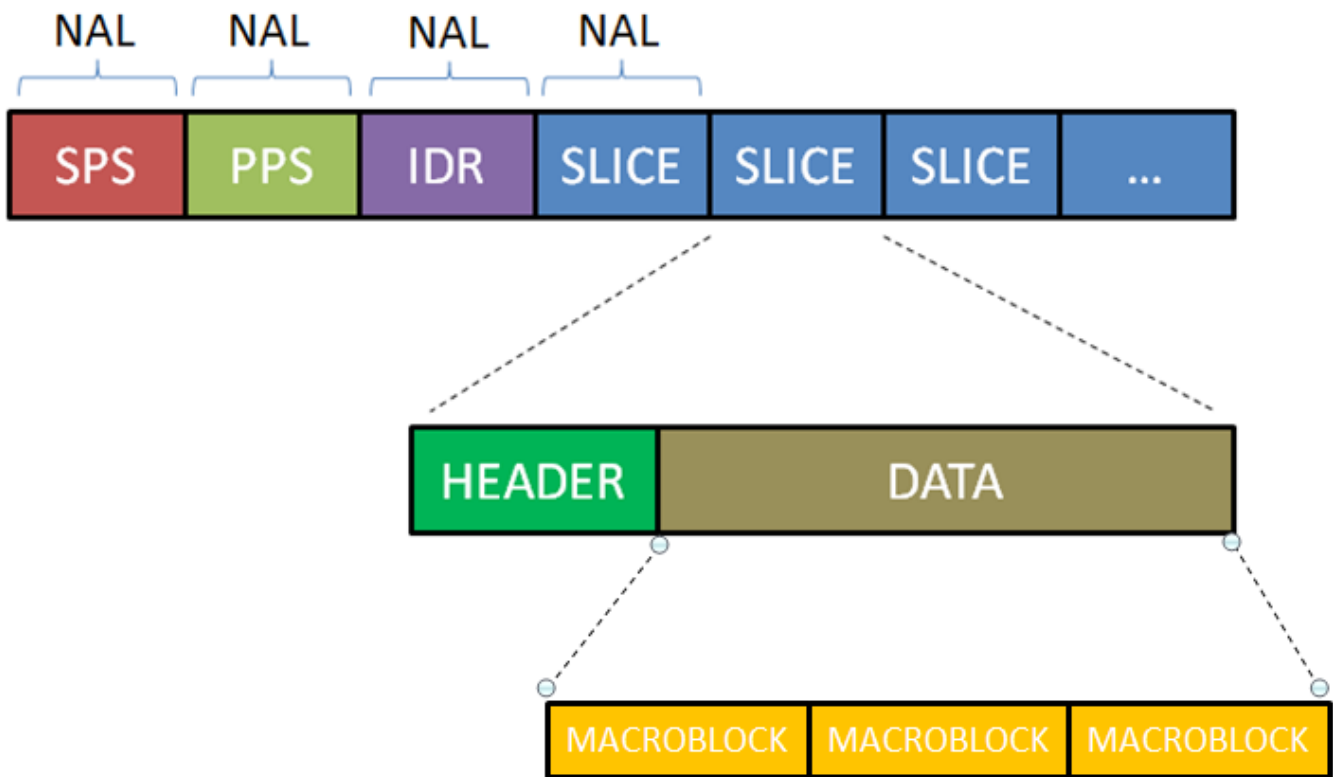 NAL NAL NAL NAL
SPS PPS IDR SLICE SLICE SLICE ...
HEADER DATA
MACROBLOCK MACROBLOCK MACROBLOCK